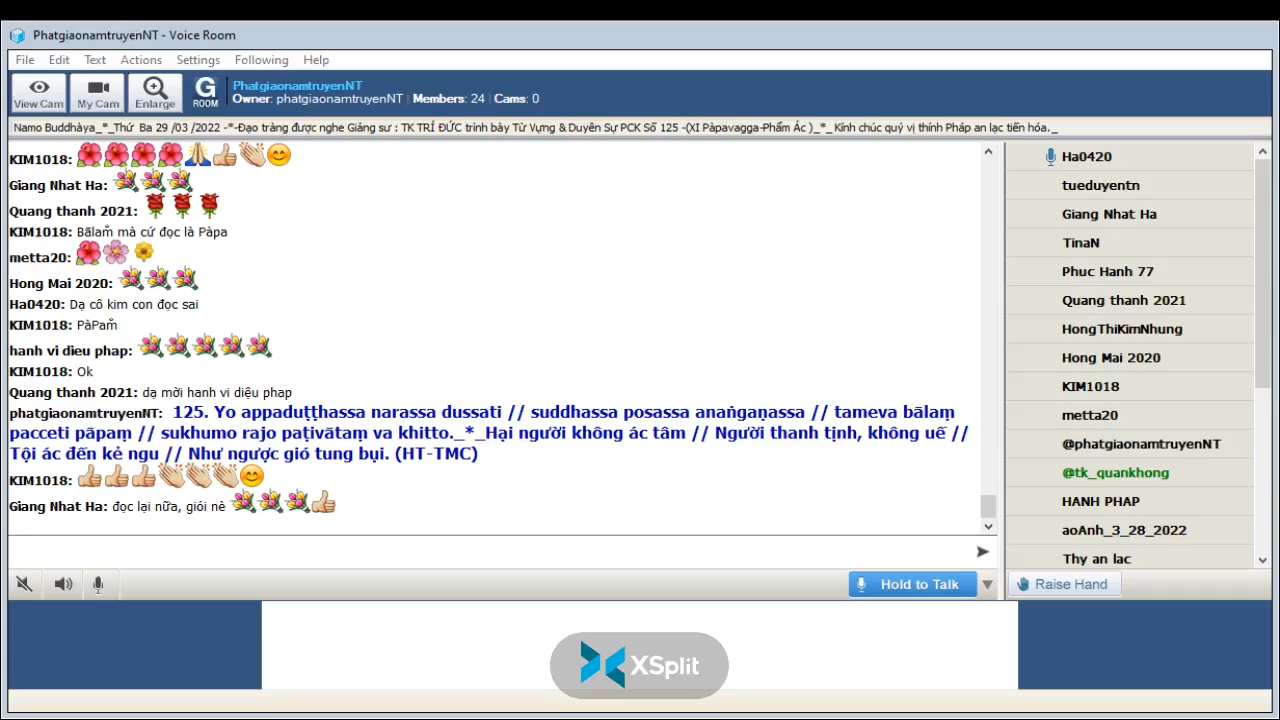 PhatgiaonamtruyenNT - Voice Room
File Edit Text Actions Settings Following Help
View Cam My Cam Enlarge G ROOM
PhatgiaonamtruyenNT
Owner: phatgiaonamtruyenNT | Members: 24 | Cams: 0
Namo Buddhàya_*_Thứ Ba 29 /03 /2022 -*-Đạo tràng được nghe Giảng sư : TK TRÍ ĐỨC trình bày Từ Vựng & Duyên Sự PCK Số 125 -(XI Pàpavagga-Phẩm Ác )_*_ Kính chúc quý vị thính Pháp an lạc tiến hóa._
KIM1018:
Giang Nhat Ha:
Quang thanh 2021:
KIM1018: Bālam̐ mà cứ đọc là Pàpa
metta20:
Hong Mai 2020:
Ha0420: Dạ cô kim con đọc sai
KIM1018: PàPam̐
hanh vi dieu phap:
KIM1018: Ok
Quang thanh 2021: dạ mời hanh vi diệu phap
phatgiaonamtruyenNT: 125. Yo appaduṭṭhassa narassa dussati // suddhassa posassa anaṅgaṇassa // tameva bālaṃ
pacceti pāpaṃ // sukhumo rajo paṭivātaṃ va khitto._*_Hại người không ác tâm // Người thanh tịnh, không uế //
Tội ác đến kẻ ngu // Như ngược gió tung bụi. (HT-TMC)
KIM1018:
Giang Nhat Ha: đọc lại nữa, giỏi nè
Ha0420
tueduyentn
Giang Nhat Ha
TinaN
Phuc Hanh 77
Quang thanh 2021
HongThiKimNhung
Hong Mai 2020
KIM1018
metta20
@phatgiaonamtruyenNT
@tk_quankhong
HANH PHAP
aoAnh_3_28_2022
Thy an lac
Hold to Talk
Raise Hand
XSplit